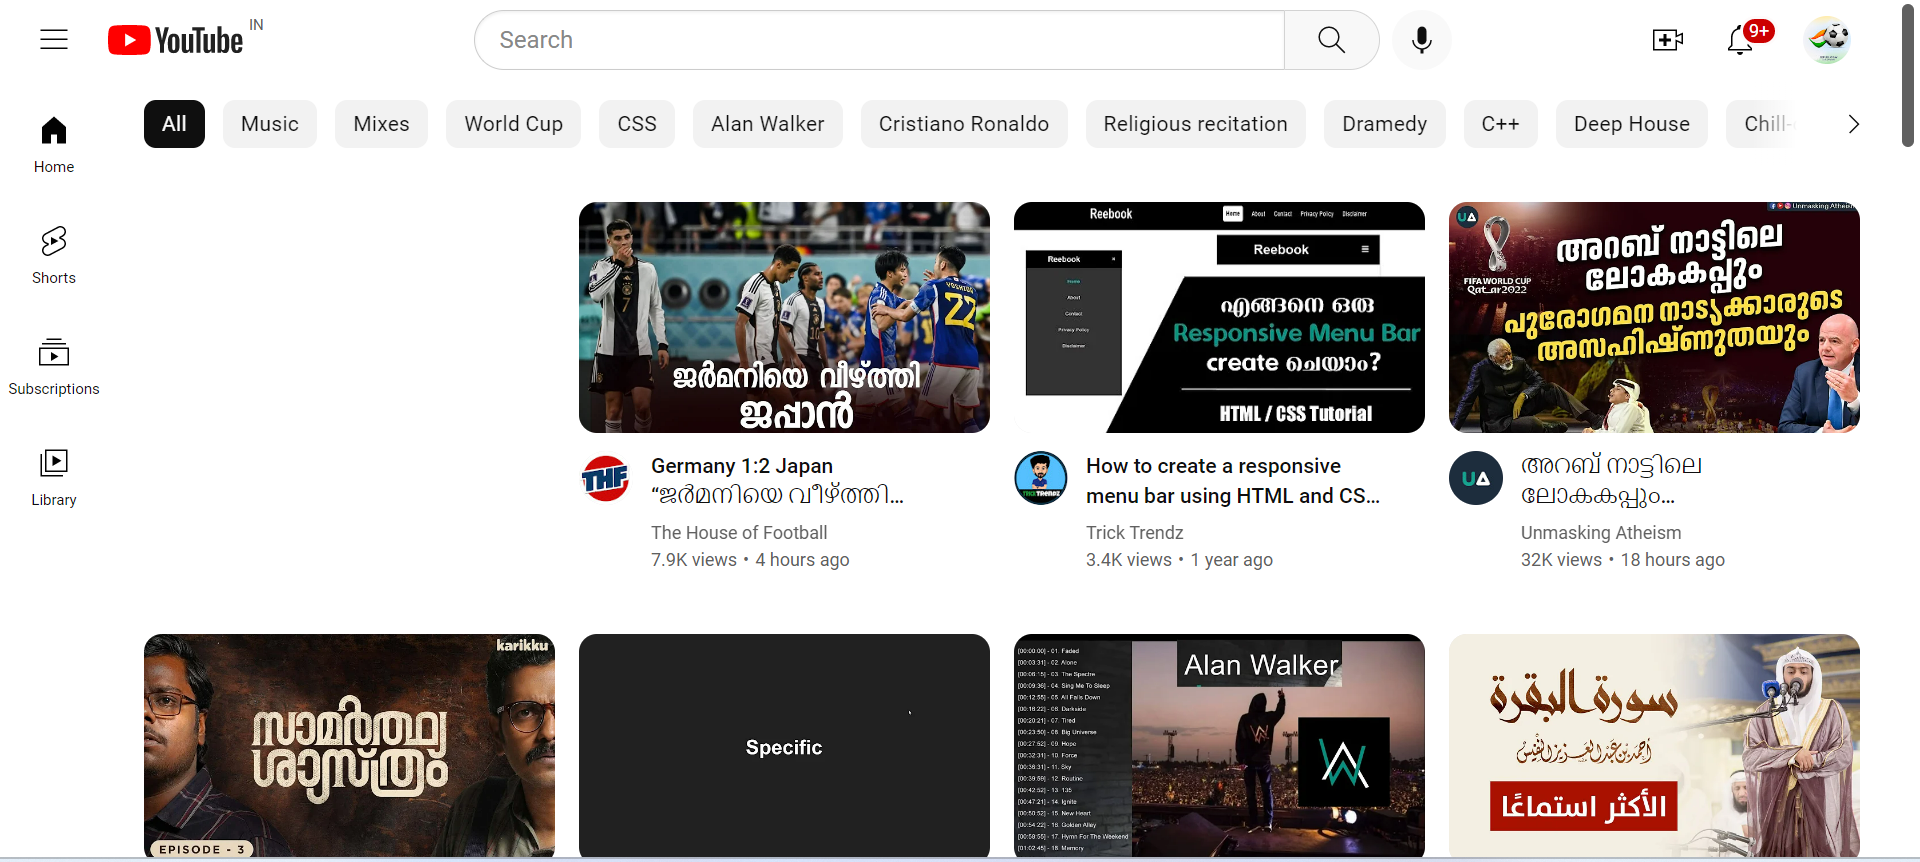 YouTube IN
Search
9+
All
Music
Mixes
World Cup
CSS
Alan Walker
Cristiano Ronaldo
Religious recitation
Dramedy
C++
Deep House
Chill-
Home
Shorts
Subscriptions
Library
YOSHIDA
22
7
ജർമനിയെ വീഴ്ത്തി
ജപ്പാൻ
Germany 1:2 Japan
“ജർമനിയെ വീഴ്ത്തി...
THF
The House of Football
7.9K views • 4 hours ago
Reebook
Home About Contact Privacy Policy Disclaimer
Reebook
Reebook
Home
About
Contact
Privacy Policy
Disclaimer
എങ്ങനെ ഒരു
Responsive Menu Bar
create ചെയാം?
HTML / CSS Tutorial
How to create a responsive
menu bar using HTML and CS...
TRICK TRENDZ
Trick Trendz
3.4K views • 1 year ago
UA
Unmasking Atheism
FIFA WORLD CUP
Qatar2022
അറബ് നാട്ടിലെ
ലോകകപ്പും
പുരോഗമന നാട്യക്കാരുടെ
അസഹിഷ്ണുതയും
UA
അറബ് നാട്ടിലെ
ലോകകപ്പും...
Unmasking Atheism
32K views • 18 hours ago
karikku
സാമർത്ഥ്യ
ശാസ്ത്രം
EPISODE - 3
Specific
[00:00:00] - 01. Faded
[00:03:31] - 02. Alone
[00:06:15] - 03. The Spectre
[00:09:36] - 04. Sing Me To Sleep
[00:12:55] - 05. All Falls Down
[00:16:22] - 06. Darkside
[00:20:21] - 07. Tired
[00:23:50] - 08. Big Universe
[00:27:52] - 09. Hope
[00:32:31] - 10. Force
[00:36:31] - 11. Sky
[00:39:59] - 12. Routine
[00:42:52] - 13. 135
[00:47:21] - 14. Ignite
[00:50:52] - 15. New Heart
[00:54:22] - 16. Golden Alley
[00:58:55] - 17. Hymn For The Weekend
[01:02:45] - 18. Memory
Alan Walker
سورة البقرة
أحمد بن عبد العزيز النفيس
الأكثر استماعًا